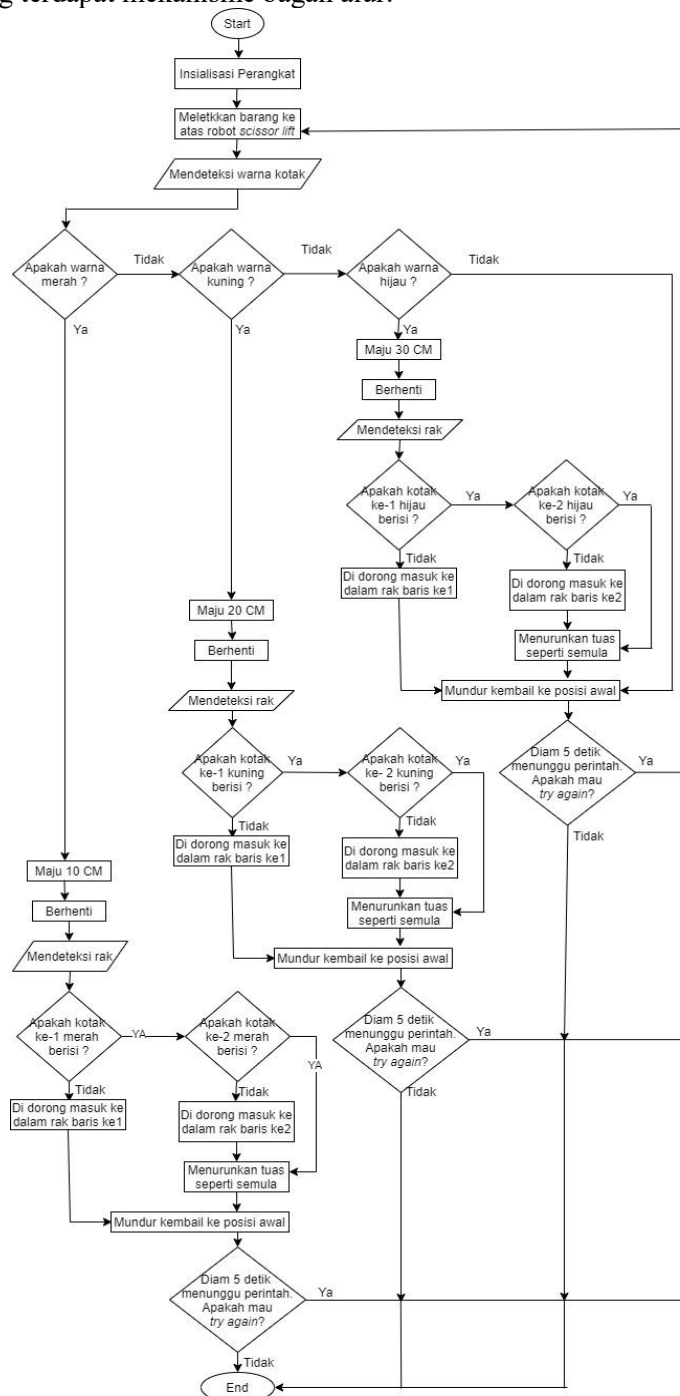 g terdapat mekanisme bagan alur.
Start
Insialisasi Perangkat
Meletkkan barang ke
atas robot scissor lift
Mendeteksi warna kotak
Apakah warna
merah ?
Tidak
Apakah warna
kuning ?
Tidak
Apakah warna
hijau ?
Tidak
Ya
Ya
Ya
Maju 30 CM
Berhenti
Mendeteksi rak
Apakah kotak
ke-1 hijau
berisi ?
Ya
Apakah kotak
ke-2 hijau
berisi ?
Ya
Tidak
Di dorong masuk ke
dalam rak baris ke1
Tidak
Di dorong masuk ke
dalam rak baris ke2
Menurunkan tuas
seperti semula
Mundur kembail ke posisi awal
Diam 5 detik
menunggu perintah.
Apakah mau
try again?
Ya
Tidak
Maju 20 CM
Berhenti
Mendeteksi rak
Apakah kotak
ke-1 kuning
berisi ?
Ya
Apakah kotak
ke- 2 kuning
berisi ?
Ya
Tidak
Di dorong masuk ke
dalam rak baris ke1
Tidak
Di dorong masuk ke
dalam rak baris ke2
Menurunkan tuas
seperti semula
Mundur kembail ke posisi awal
Diam 5 detik
menunggu perintah.
Apakah mau
try again?
Ya
Tidak
Maju 10 CM
Berhenti
Mendeteksi rak
Apakah kotak
ke-1 merah
berisi ?
YA
Apakah kotak
ke-2 merah
berisi ?
YA
Tidak
Di dorong masuk ke
dalam rak baris ke1
Tidak
Di dorong masuk ke
dalam rak baris ke2
Menurunkan tuas
seperti semula
Mundur kembail ke posisi awal
Diam 5 detik
menunggu perintah.
Apakah mau
try again?
Ya
Tidak
End